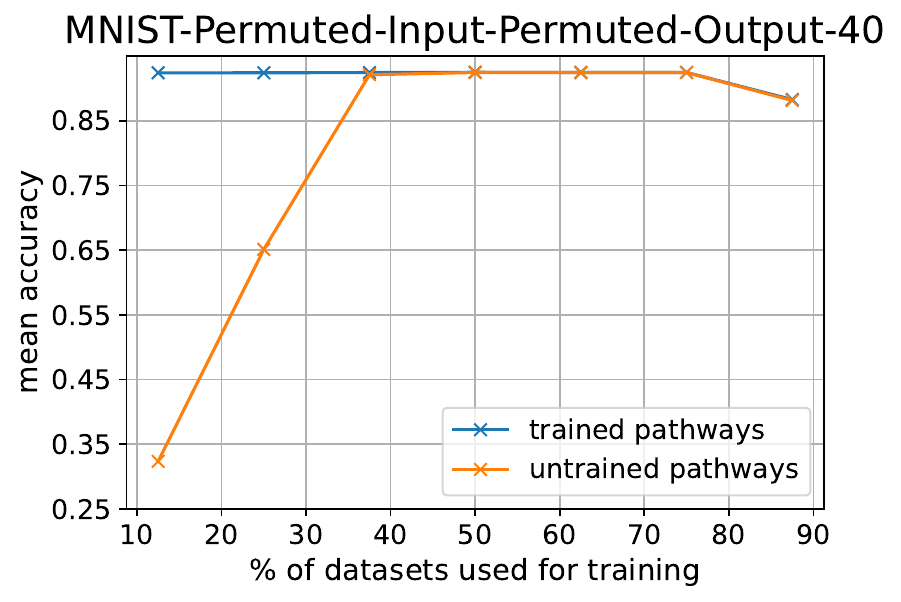 MNIST-Permuted-Input-Permuted-Output-40
mean accuracy
0.85
0.75
0.65
0.55
0.45
0.35
0.25
trained pathways
untrained pathways
10 20 30 40 50 60 70 80 90
% of datasets used for training